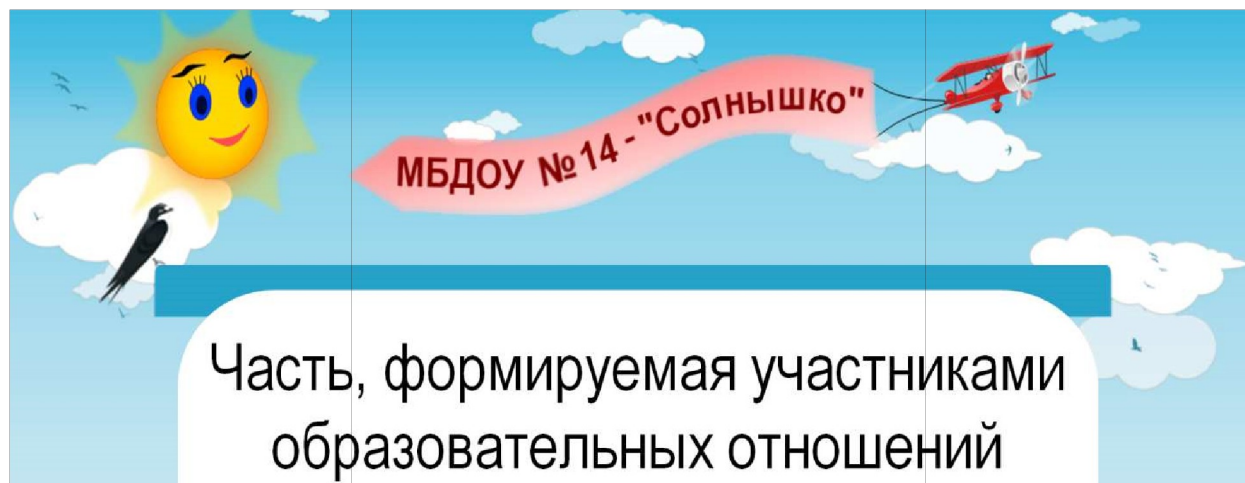 МБДОУ №14 - "Солнышко"
Часть, формируемая участниками
образовательных отношений